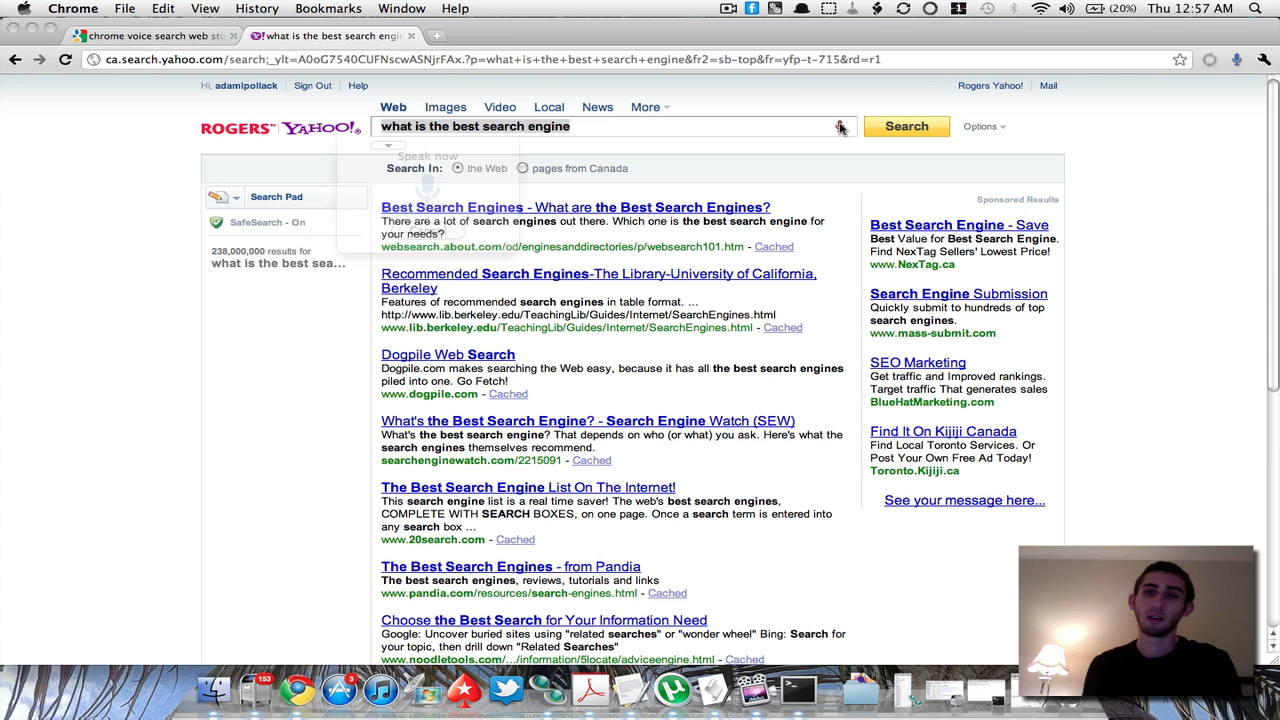 Chrome File Edit View History Bookmarks Window Help (20%) Thu 12:57 AM
chrome voice search web sto
what is the best search engin
ca.search.yahoo.com/search;_ylt=A0oG7540CUFNscwASNjrFAx.?p=what+is+the+best+search+engine&fr2=sb-top&fr=yfp-t-715&rd=r1
Hi, adamlpollack Sign Out Help Rogers Yahoo! Mail
Web Images Video Local News More
ROGERS™ YAHOO!® what is the best search engine Search Options
Speak now
Search In: the Web pages from Canada
Search Pad
SafeSearch - On
238,000,000 results for
what is the best sea...
Best Search Engines - What are the Best Search Engines?
There are a lot of search engines out there. Which one is the best search engine for
your needs?
websearch.about.com/od/enginesanddirectories/p/websearch101.htm - Cached
Recommended Search Engines-The Library-University of California,
Berkeley
Features of recommended search engines in table format. ...
http://www.lib.berkeley.edu/TeachingLib/Guides/Internet/SearchEngines.html
www.lib.berkeley.edu/TeachingLib/Guides/Internet/SearchEngines.html - Cached
Dogpile Web Search
Dogpile.com makes searching the Web easy, because it has all the best search engines
piled into one. Go Fetch!
www.dogpile.com - Cached
What's the Best Search Engine? - Search Engine Watch (SEW)
What's the best search engine? That depends on who (or what) you ask. Here's what the
search engines themselves recommend.
searchenginewatch.com/2215091 - Cached
The Best Search Engine List On The Internet!
This search engine list is a real time saver! The web's best search engines,
COMPLETE WITH SEARCH BOXES, on one page. Once a search term is entered into
any search box ...
www.20search.com - Cached
The Best Search Engines - from Pandia
The best search engines, reviews, tutorials and links
www.pandia.com/resources/search-engines.html - Cached
Choose the Best Search for Your Information Need
Google: Uncover buried sites using "related searches" or "wonder wheel" Bing: Search for
your topic, then drill down "Related Searches"
www.noodletools.com/.../information/5locate/adviceengine.html - Cached
Sponsored Results
Best Search Engine - Save
Best Value for Best Search Engine.
Find NexTag Sellers' Lowest Price!
www.NexTag.ca
Search Engine Submission
Quickly submit to hundreds of top
search engines.
www.mass-submit.com
SEO Marketing
Get traffic and Improved rankings.
Target traffic That generates sales
BlueHatMarketing.com
Find It On Kijiji Canada
Find Local Toronto Services. Or
Post Your Own Free Ad Today!
Toronto.Kijiji.ca
See your message here...
153 3